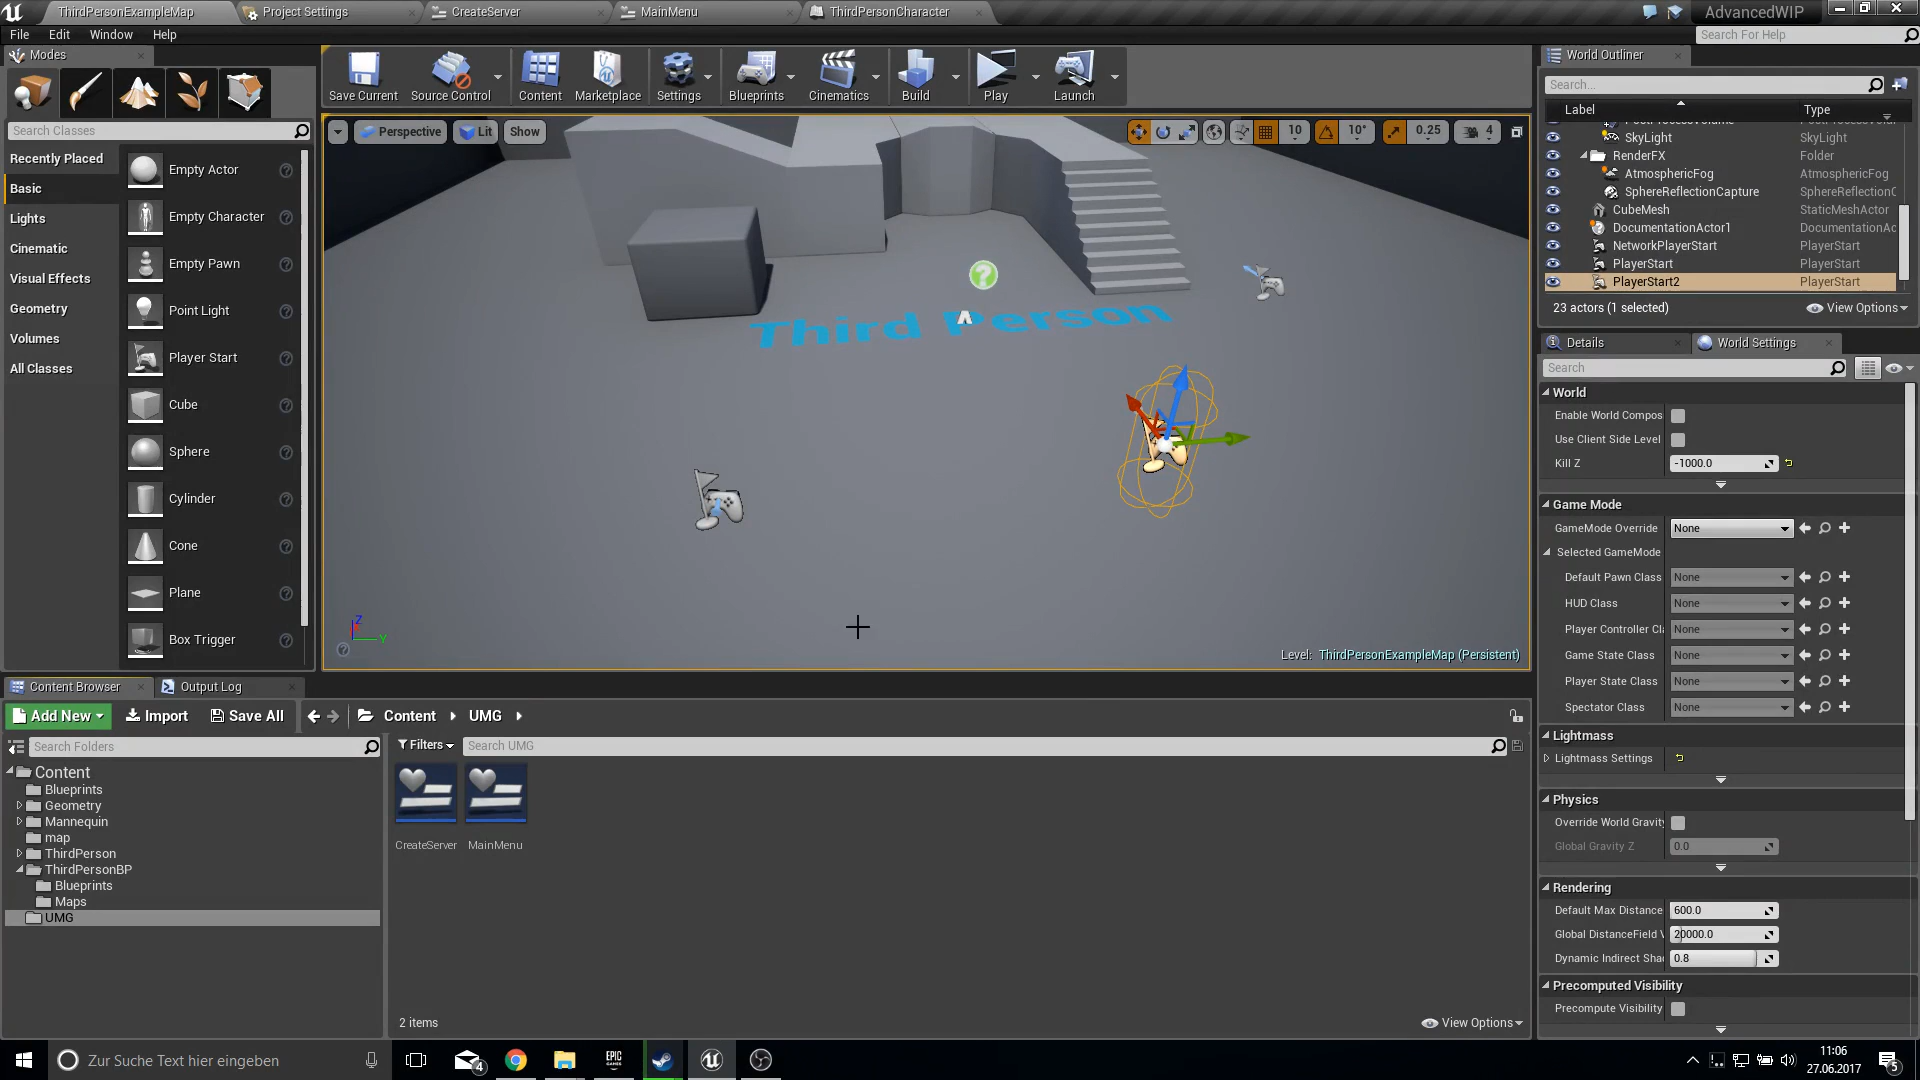 ThirdPersonExampleMap
Project Settings
CreateServer
MainMenu
ThirdPersonCharacter
AdvancedWIP
File Edit Window Help
Search For Help
Modes
Search Classes
Recently Placed
Basic
Lights
Cinematic
Visual Effects
Geometry
Volumes
All Classes
Empty Actor
Empty Character
Empty Pawn
Point Light
Player Start
Cube
Sphere
Cylinder
Cone
Plane
Box Trigger
Save Current
Source Control
Content
Marketplace
Settings
Blueprints
Cinematics
Build
Play
Launch
Perspective
Lit
Show
10
10°
0.25
4
Third Person
Z
Y
Level: ThirdPersonExampleMap (Persistent)
World Outliner
Search...
Label Type
SkyLight SkyLight
RenderFX Folder
AtmosphericFog AtmosphericFog
SphereReflectionCapture SphereReflectionC
CubeMesh StaticMeshActor
DocumentationActor1 DocumentationAc
NetworkPlayerStart PlayerStart
PlayerStart PlayerStart
PlayerStart2 PlayerStart
23 actors (1 selected)
View Options
Details
World Settings
Search
World
Enable World Compos
Use Client Side Level
Kill Z -1000.0
Game Mode
GameMode Override None
Selected GameMode
Default Pawn Class None
HUD Class None
Player Controller Cl None
Game State Class None
Player State Class None
Spectator Class None
Lightmass
Lightmass Settings
Physics
Override World Gravity
Global Gravity Z 0.0
Rendering
Default Max Distance 600.0
Global DistanceField V 20000.0
Dynamic Indirect Sha 0.8
Precomputed Visibility
Precompute Visibility
Content Browser
Output Log
Add New
Import
Save All
Content
UMG
Search Folders
Filters
Search UMG
Content
Blueprints
Geometry
Mannequin
map
ThirdPerson
ThirdPersonBP
Blueprints
Maps
UMG
CreateServer
MainMenu
2 items
View Options
Zur Suche Text hier eingeben
4
EPIC
GAMES
11:06
27.06.2017
5